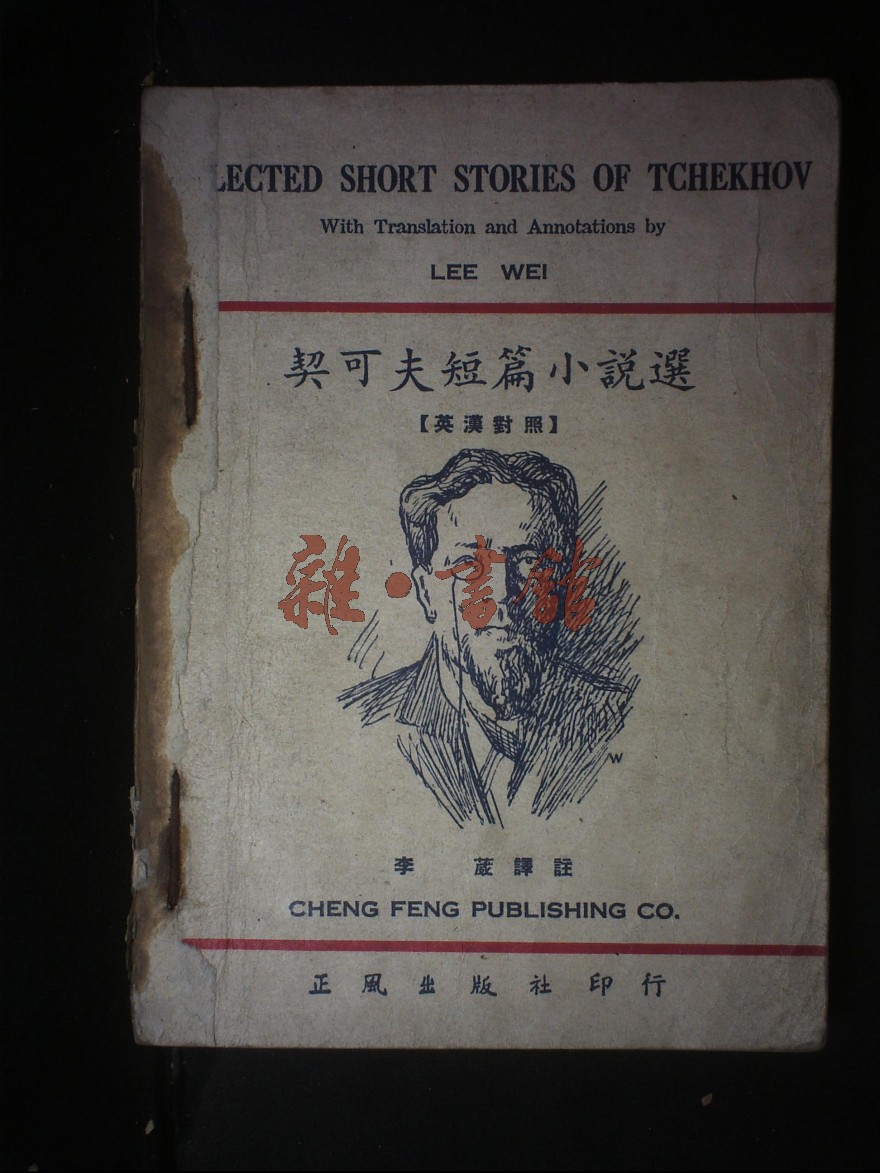 LECTED SHORT STORIES OF TCHEKHOV
With Translation and Annotations by
LEE WEI
契可夫短篇小説選
【英漢對照】
雜·書館
W
李 葳譯註
CHENG FENG PUBLISHING CO.
正風出版社印行